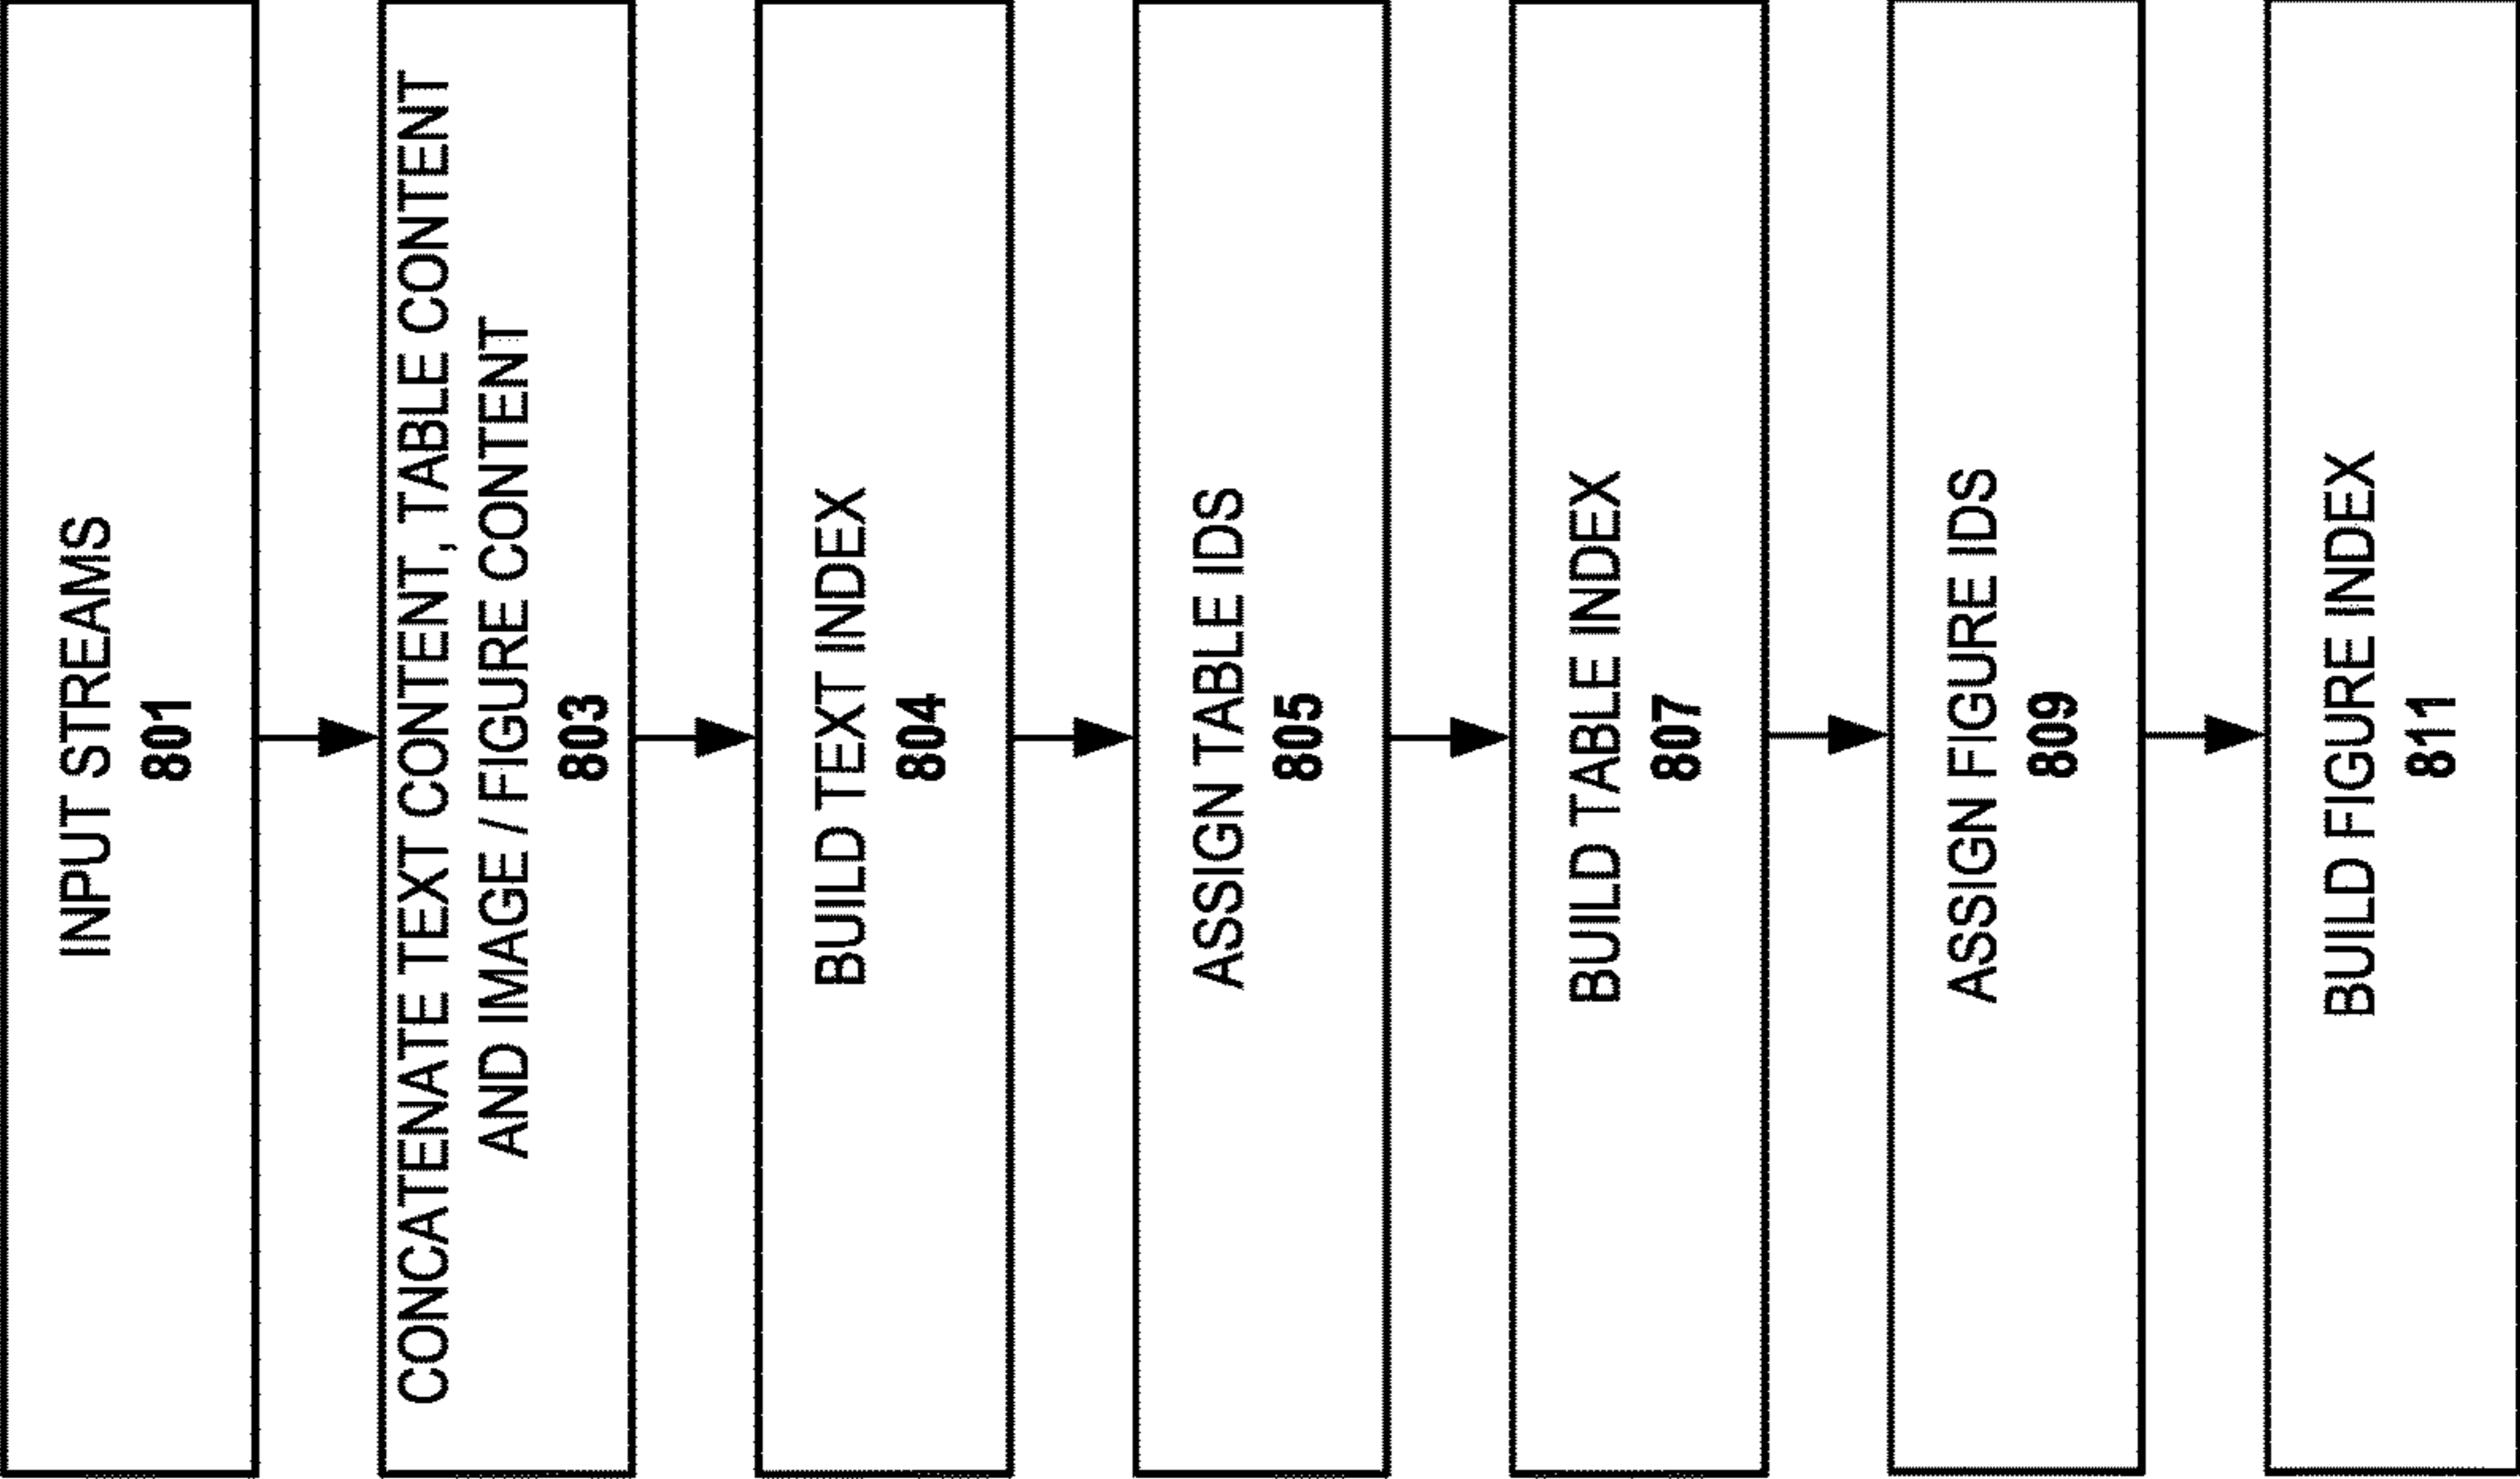 INPUT STREAMS
801
CONCATENATE TEXT CONTENT, TABLE CONTENT
AND IMAGE / FIGURE CONTENT
803
BUILD TEXT INDEX
804
ASSIGN TABLE IDS
805
BUILD TABLE INDEX
807
ASSIGN FIGURE IDS
809
BUILD FIGURE INDEX
811